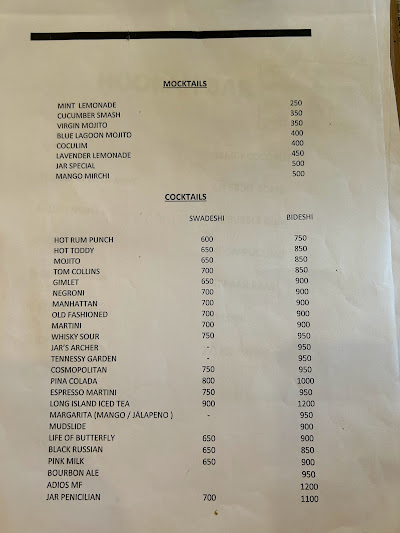 MOCKTAILS
MINT LEMONADE 250
CUCUMBER SMASH 350
VIRGIN MOJITO 350
BLUE LAGOON MOJITO 400
COCULIM 400
LAVENDER LEMONADE 450
JAR SPECIAL 500
MANGO MIRCHI 500
COCKTAILS
SWADESHI BIDESHI
HOT RUM PUNCH 600 750
HOT TODDY 650 850
MOJITO 650 850
TOM COLLINS 700 850
GIMLET 650 900
NEGRONI 700 900
MANHATTAN 700 900
OLD FASHIONED 700 900
MARTINI 700 900
WHISKY SOUR 750 950
JAR'S ARCHER - 950
TENNESSY GARDEN - 950
COSMOPOLITAN 750 950
PINA COLADA 800 1000
ESPRESSO MARTINI 750 950
LONG ISLAND ICED TEA 900 1200
MARGARITA (MANGO / JALAPENO ) - 950
MUDSLIDE 900
LIFE OF BUTTERFLY 650 900
BLACK RUSSIAN 650 850
PINK MILK 650 900
BOURBON ALE 950
ADIOS MF 1200
JAR PENICILIAN 700 1100